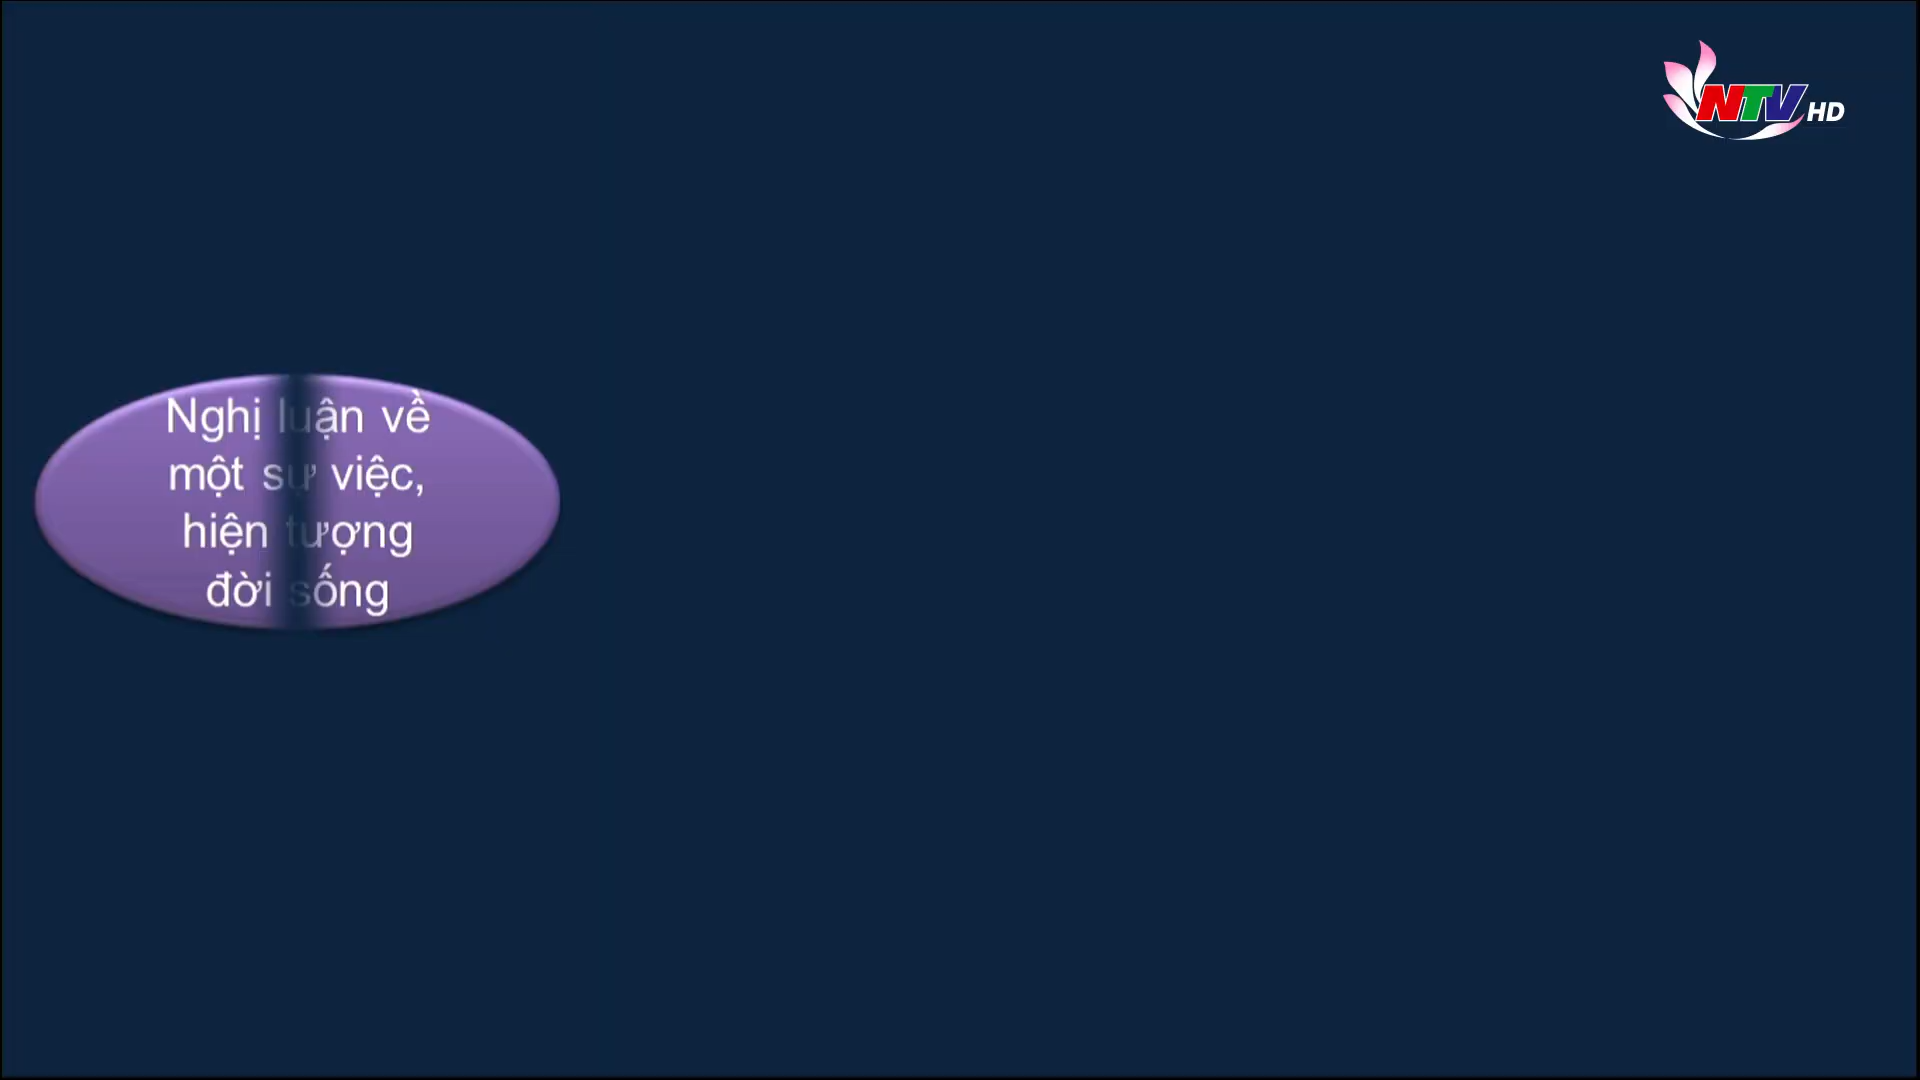 NTV HD
Nghị luận về
một sự việc,
hiện tượng
đời sống